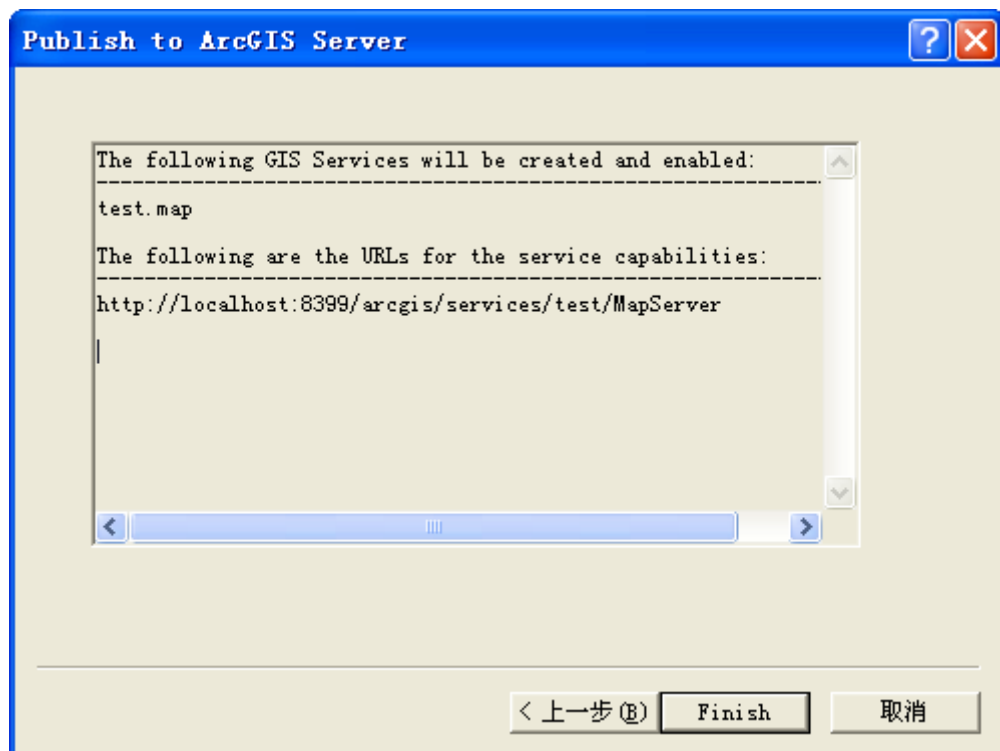 Publish to ArcGIS Server
The following GIS Services will be created and enabled:
--------------------------------------------------------------
test.map
The following are the URLs for the service capabilities:
--------------------------------------------------------------
http://localhost:8399/arcgis/services/test/MapServer
< 上一步(B)
Finish
取消